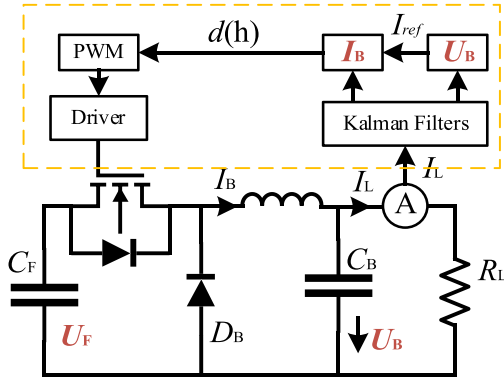 PWM
d(h)
I_B
I_ref
U_B
Driver
Kalman Filters
I_B
I_L
I_L
A
C_F
C_B
R_L
U_F
D_B
U_B